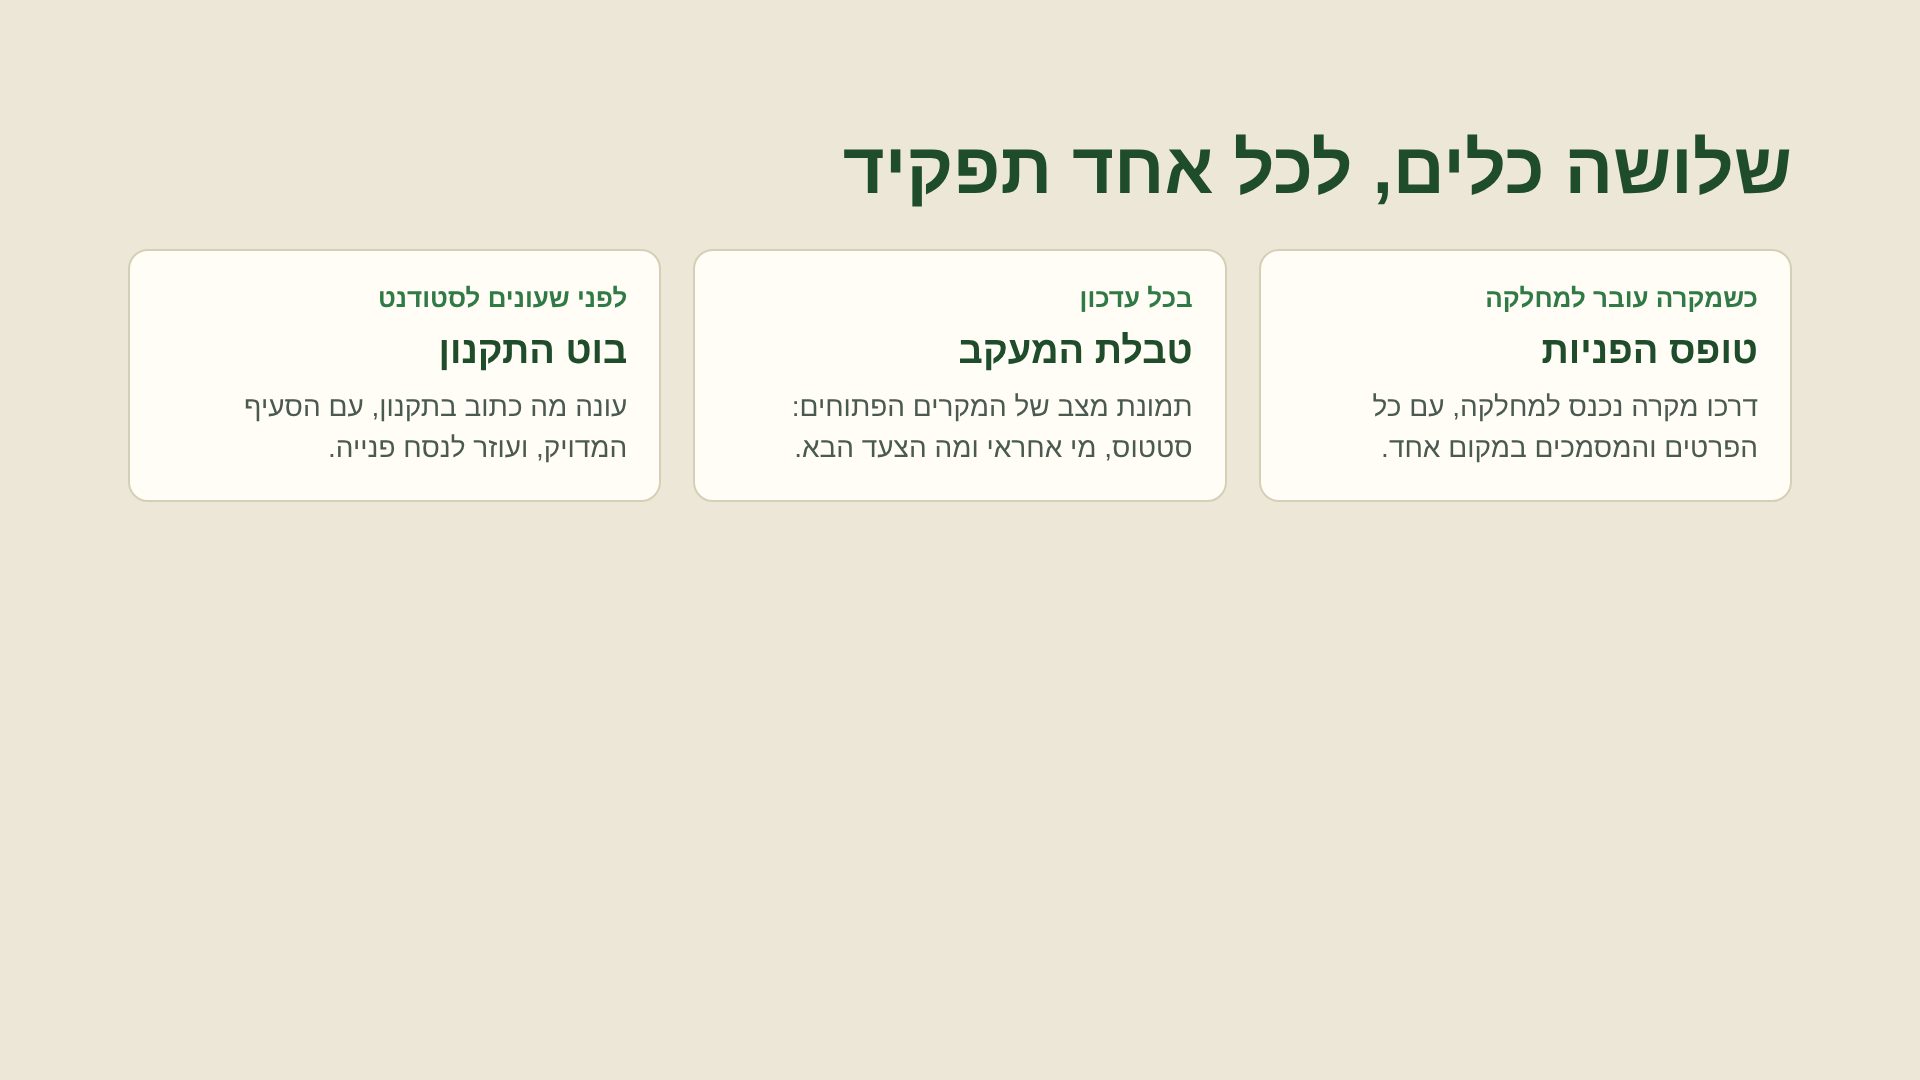 שלושה כלים, לכל אחד תפקיד
כשמקרה עובר למחלקה
טופס הפניות
דרכו מקרה נכנס למחלקה, עם כל
הפרטים והמסמכים במקום אחד.
בכל עדכון
טבלת המעקב
תמונת מצב של המקרים הפתוחים:
סטטוס, מי אחראי ומה הצעד הבא.
לפני שעונים לסטודנט
בוט התקנון
עונה מה כתוב בתקנון, עם הסעיף
המדויק, ועוזר לנסח פנייה.